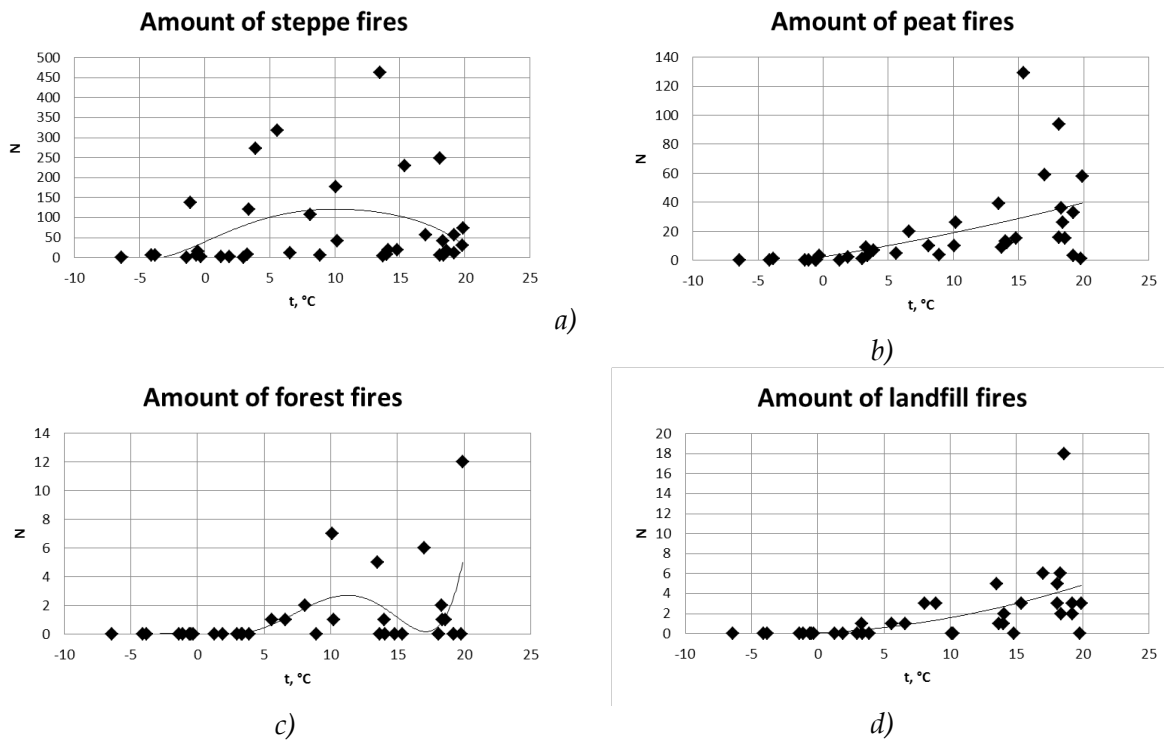 Amount of steppe fires
500
450
400
350
300
250
200
150
100
50
0
N
-10 -5 0 5 10 15 20 25
t, °C
a)
Amount of peat fires
140
120
100
80
60
40
20
0
N
-10 -5 0 5 10 15 20 25
t, °C
b)
Amount of forest fires
14
12
10
8
6
4
2
0
N
-10 -5 0 5 10 15 20 25
t, °C
c)
Amount of landfill fires
20
18
16
14
12
10
8
6
4
2
0
N
-10 -5 0 5 10 15 20 25
t, °C
d)